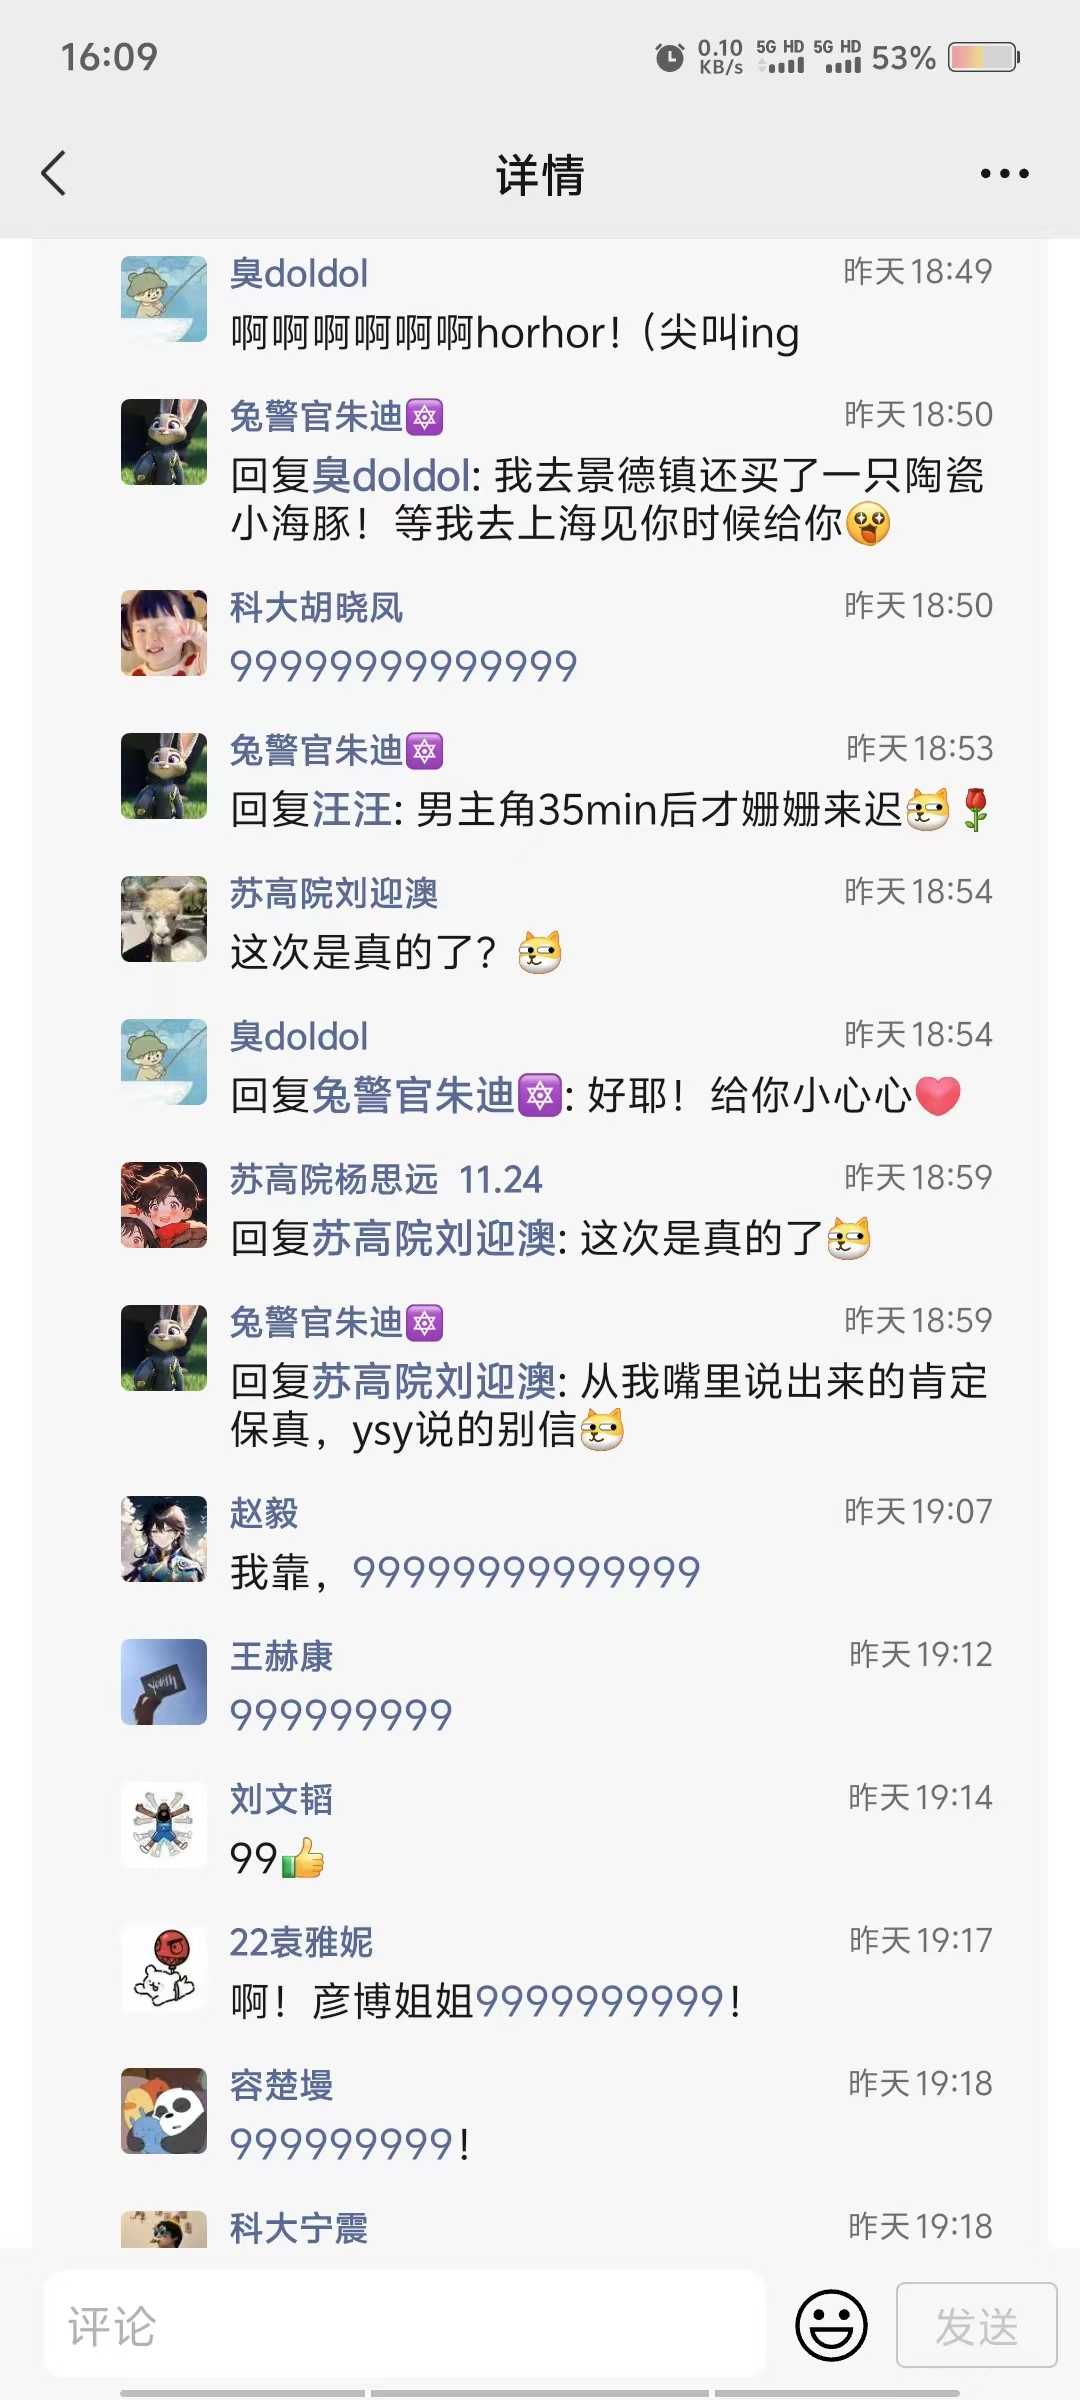 16:09
0.10 KB/s 5G HD 5G HD 53%
详情
臭doldol 昨天18:49
啊啊啊啊啊啊horhor！（尖叫ing
兔警官朱迪🔯 昨天18:50
回复臭doldol: 我去景德镇还买了一只陶瓷
小海豚！等我去上海见你时候给你🤩
科大胡晓凤 昨天18:50
99999999999999
兔警官朱迪🔯 昨天18:53
回复汪汪: 男主角35min后才姗姗来迟🌹
苏高院刘迎澳 昨天18:54
这次是真的了？
臭doldol 昨天18:54
回复兔警官朱迪🔯: 好耶！给你小心心❤️
苏高院杨思远 11.24 昨天18:59
回复苏高院刘迎澳: 这次是真的了
兔警官朱迪🔯 昨天18:59
回复苏高院刘迎澳: 从我嘴里说出来的肯定
保真，ysy说的别信
赵毅 昨天19:07
我靠，99999999999999
王赫康 昨天19:12
999999999
刘文韬 昨天19:14
99👍
22袁雅妮 昨天19:17
啊！彦博姐姐9999999999！
容楚墁 昨天19:18
999999999！
科大宁震 昨天19:18
评论
发送